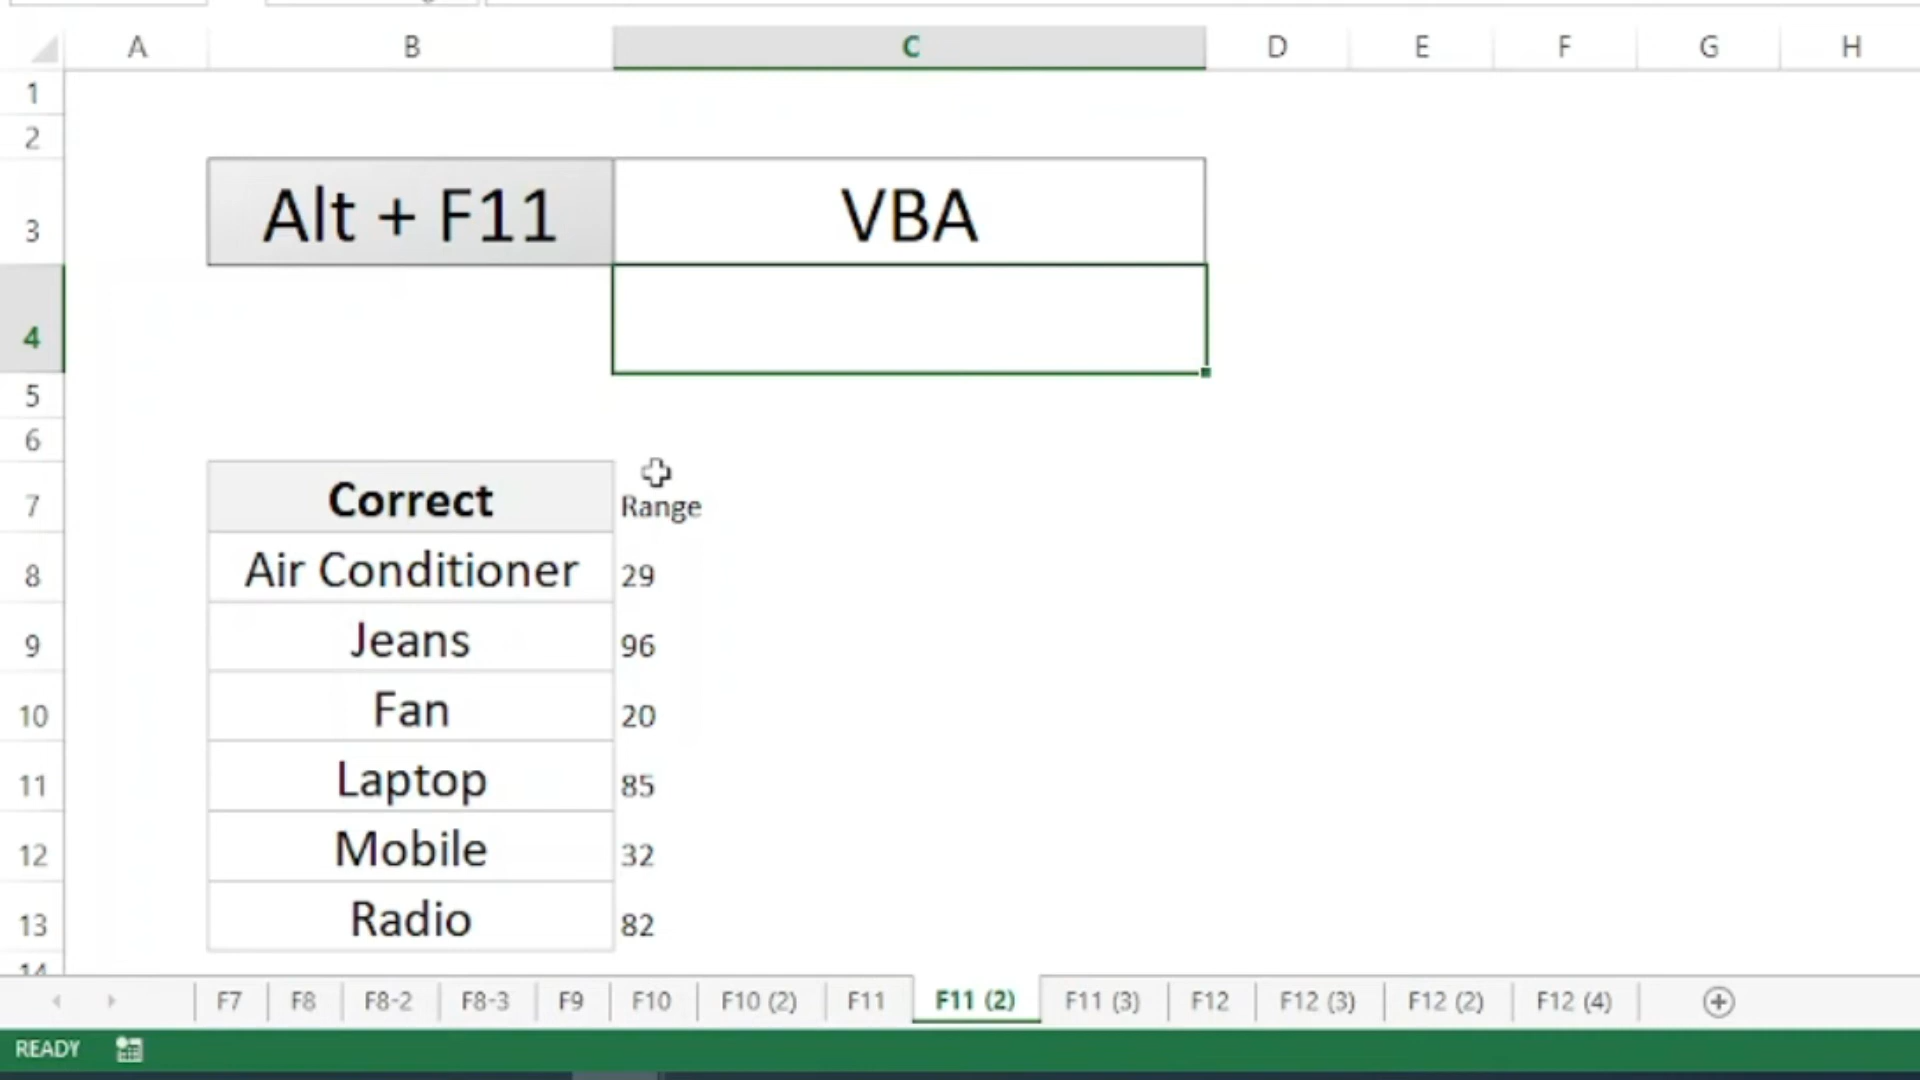 A B C D E F G H
1
2
3 Alt + F11 VBA
4
5
6
7 Correct Range
8 Air Conditioner 29
9 Jeans 96
10 Fan 20
11 Laptop 85
12 Mobile 32
13 Radio 82
14
F7 F8 F8-2 F8-3 F9 F10 F10 (2) F11 F11 (2) F11 (3) F12 F12 (3) F12 (2) F12 (4)
READY